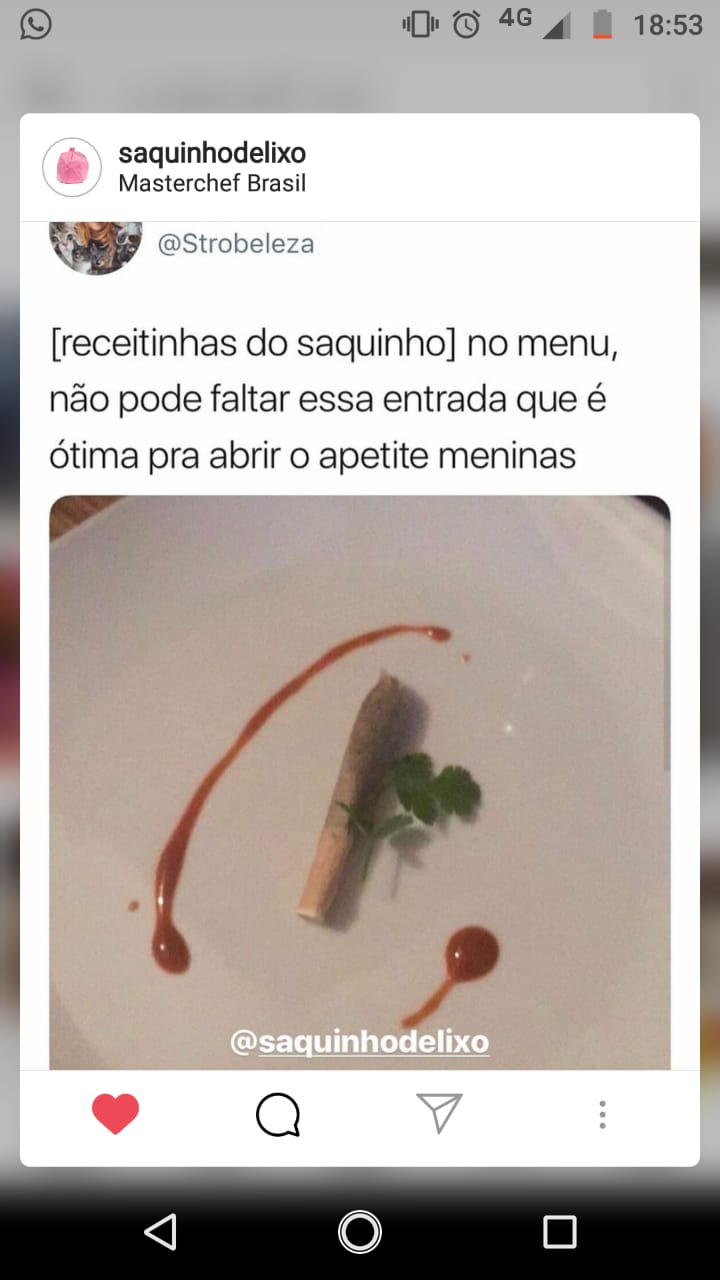 4G 18:53
saquinhodelixo
Masterchef Brasil
@Strobeleza
[receitinhas do saquinho] no menu,
não pode faltar essa entrada que é
ótima pra abrir o apetite meninas
@saquinhodelixo